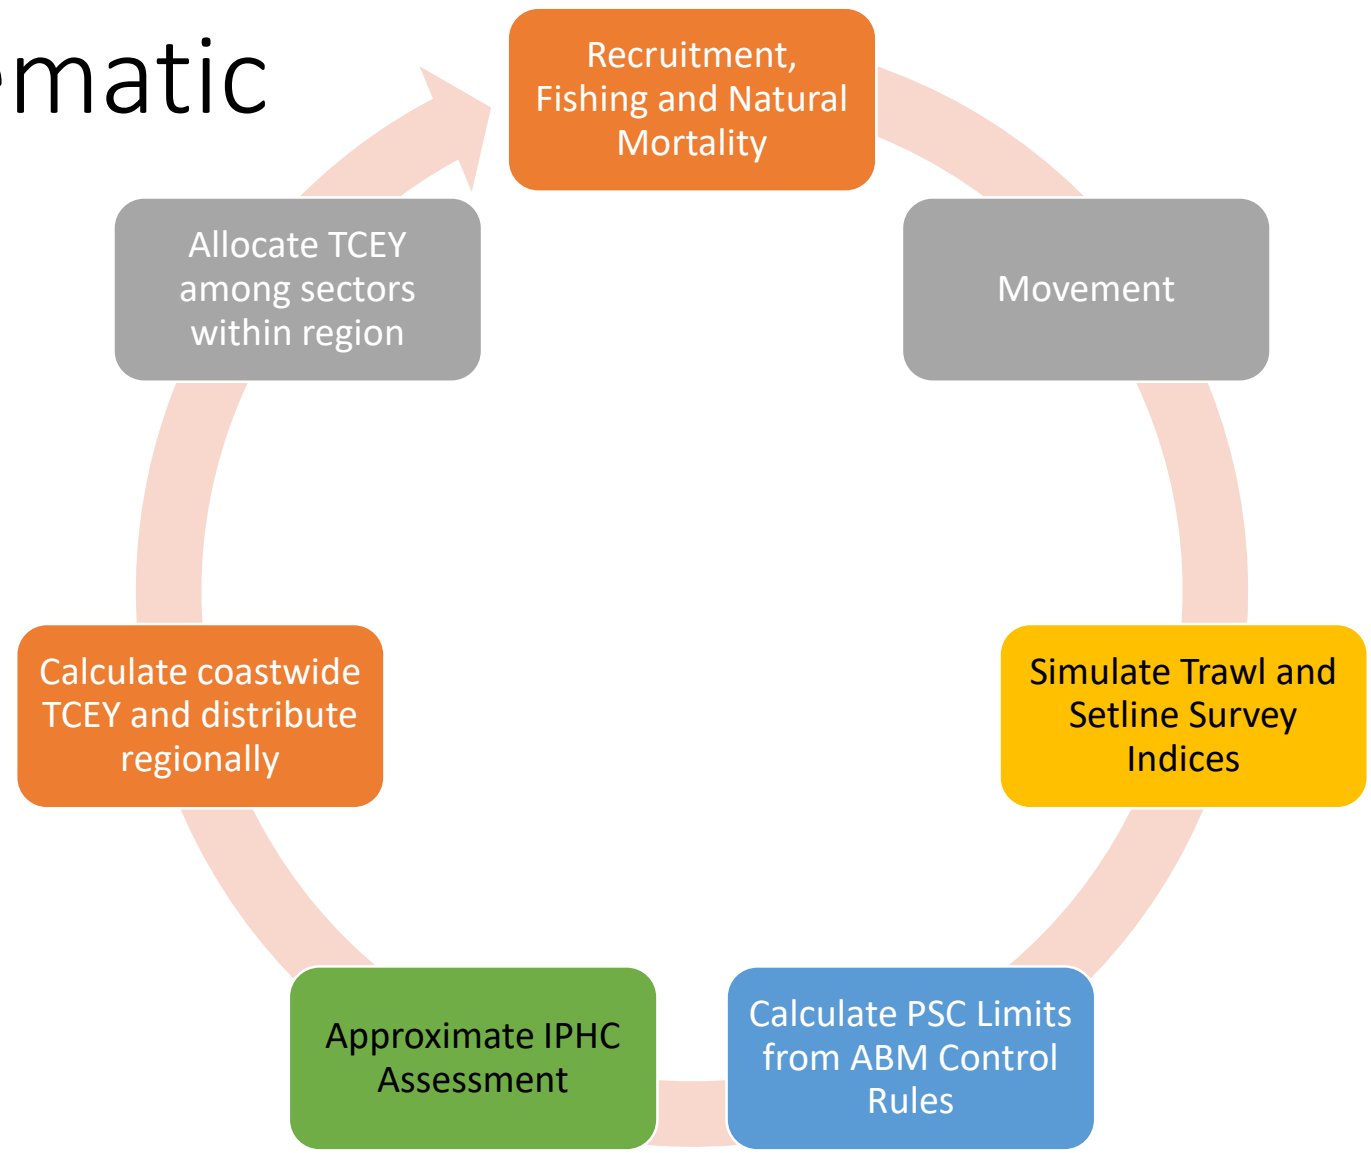 ematic
Recruitment,
Fishing and Natural
Mortality
Movement
Simulate Trawl and
Setline Survey
Indices
Calculate PSC Limits
from ABM Control
Rules
Approximate IPHC
Assessment
Calculate coastwide
TCEY and distribute
regionally
Allocate TCEY
among sectors
within region